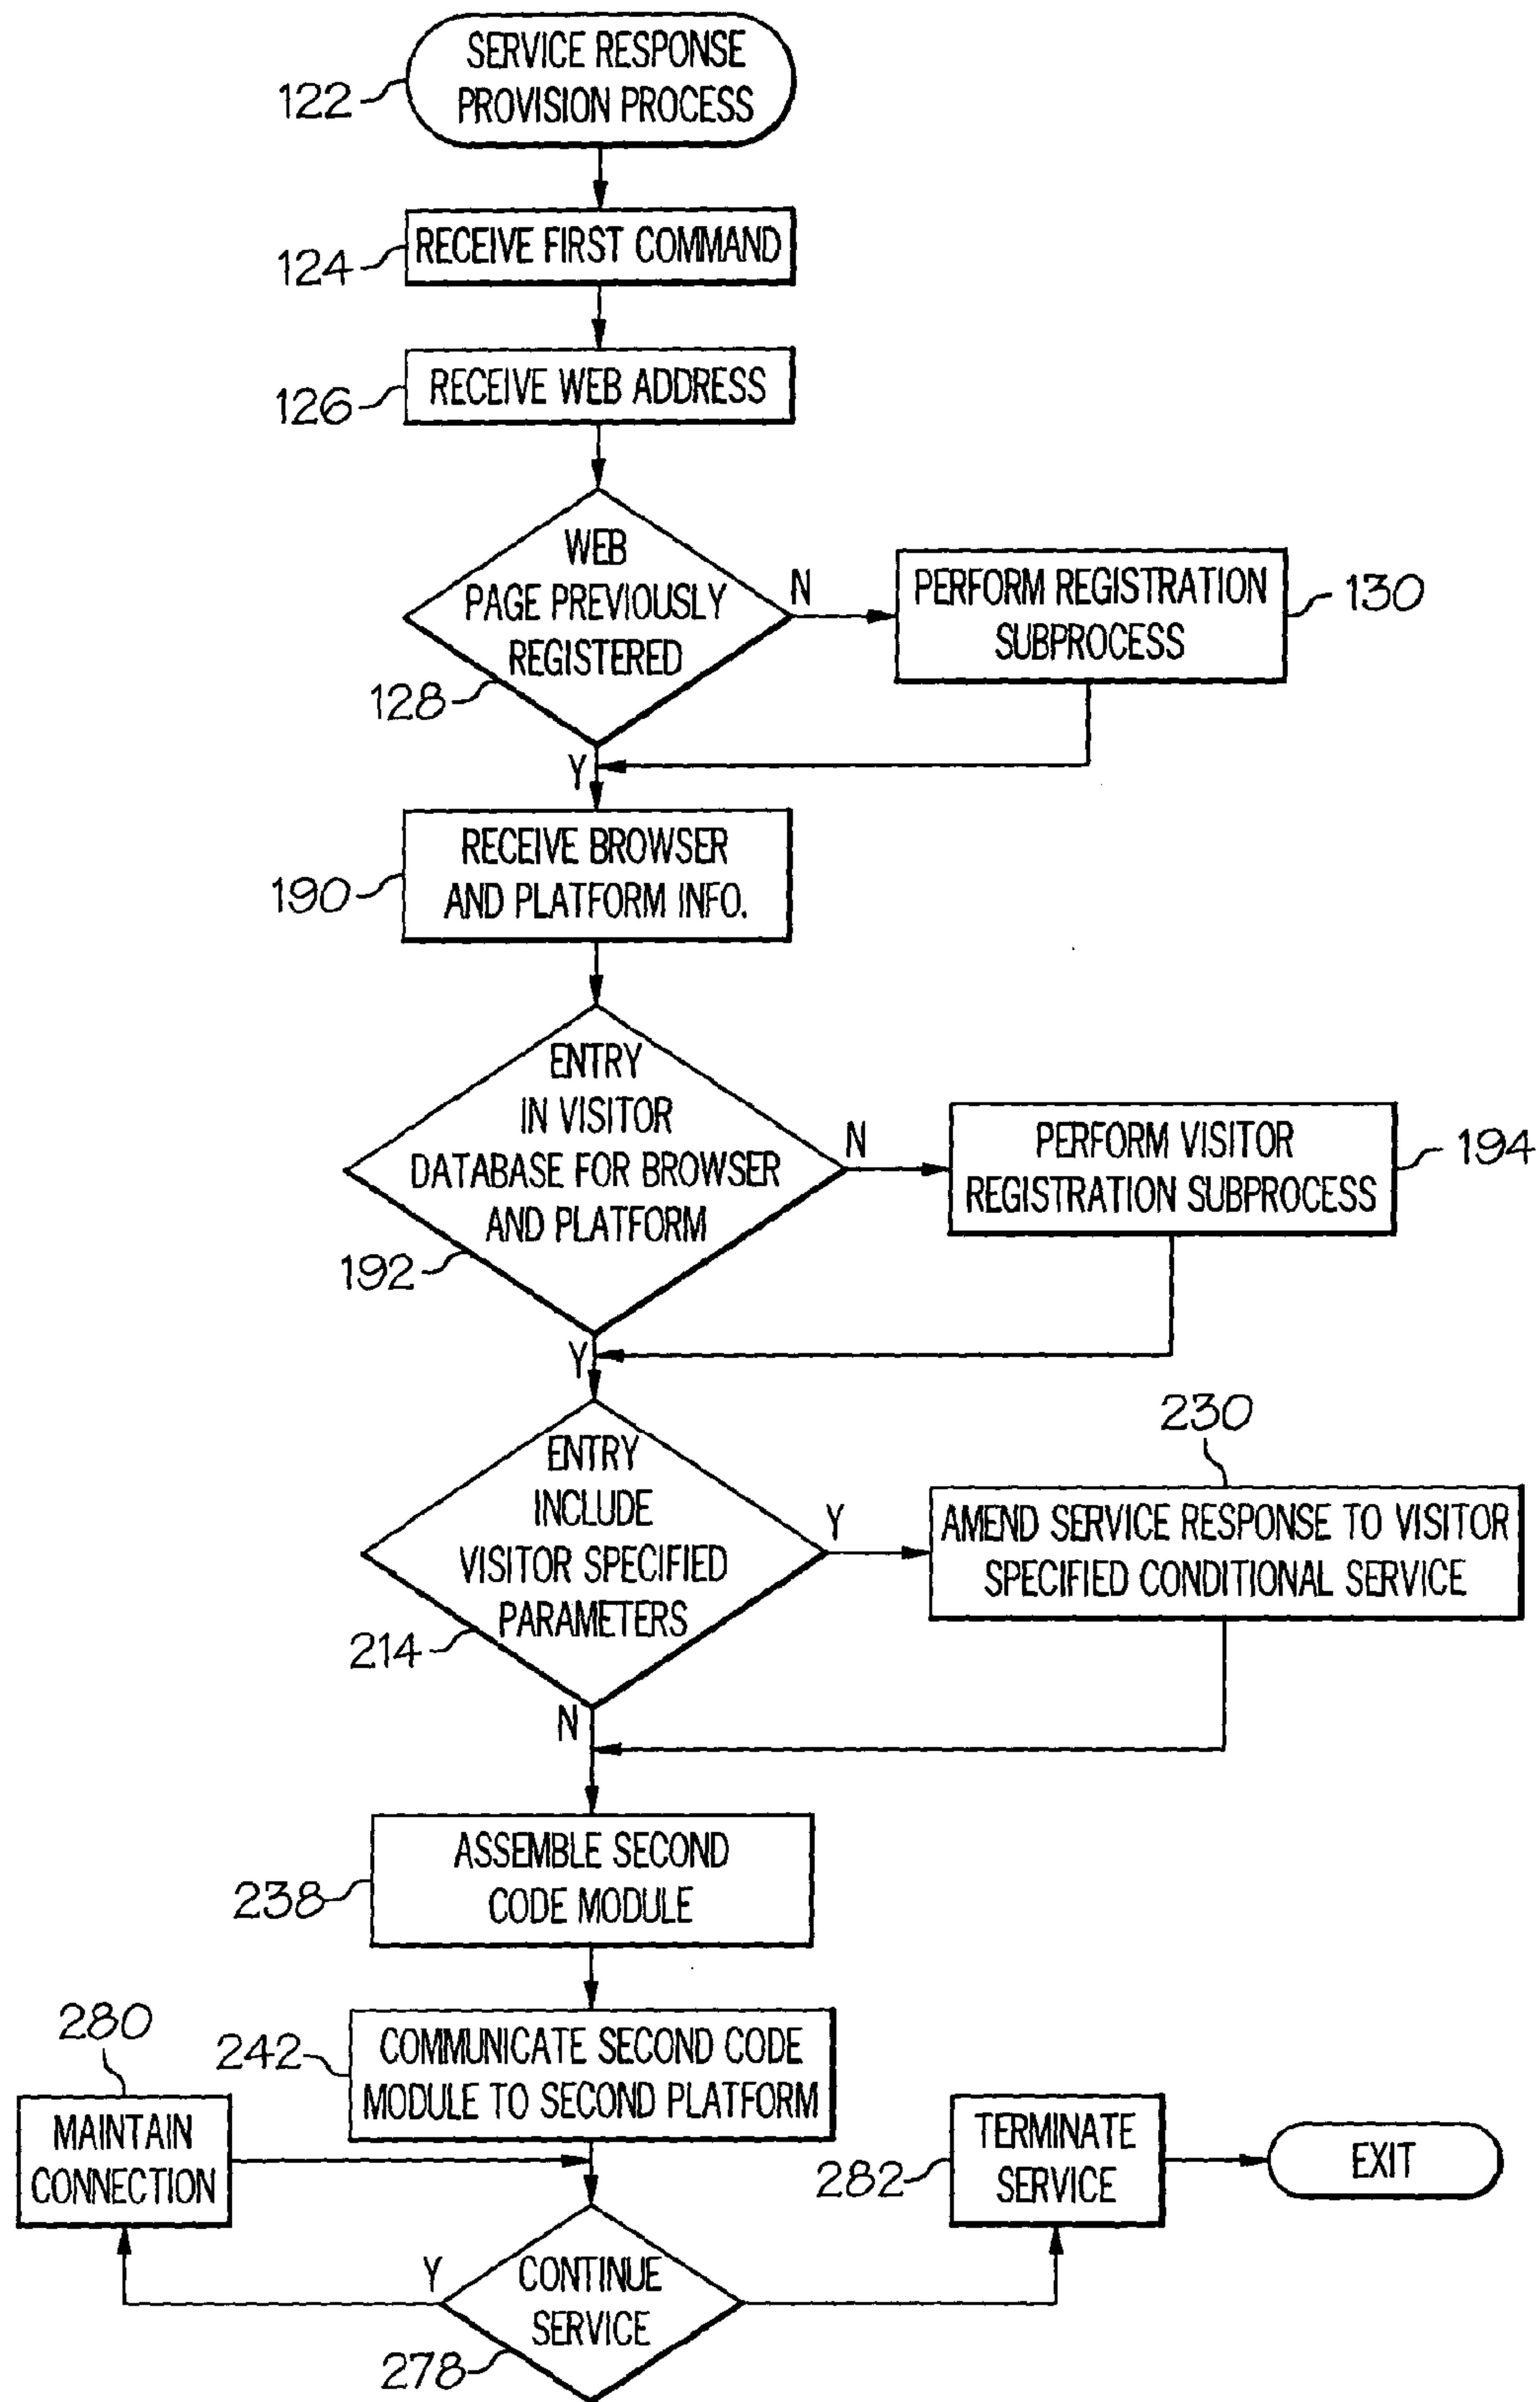 SERVICE RESPONSE
PROVISION PROCESS
122
RECEIVE FIRST COMMAND
124
RECEIVE WEB ADDRESS
126
WEB
PAGE PREVIOUSLY
REGISTERED
128
N
PERFORM REGISTRATION
SUBPROCESS
130
Y
RECEIVE BROWSER
AND PLATFORM INFO.
190
ENTRY
IN VISITOR
DATABASE FOR BROWSER
AND PLATFORM
192
N
PERFORM VISITOR
REGISTRATION SUBPROCESS
194
Y
ENTRY
INCLUDE
VISITOR SPECIFIED
PARAMETERS
214
Y
230
AMEND SERVICE RESPONSE TO VISITOR
SPECIFIED CONDITIONAL SERVICE
N
ASSEMBLE SECOND
CODE MODULE
238
COMMUNICATE SECOND CODE
MODULE TO SECOND PLATFORM
242
280
MAINTAIN
CONNECTION
Y
CONTINUE
SERVICE
278
TERMINATE
SERVICE
282
EXIT